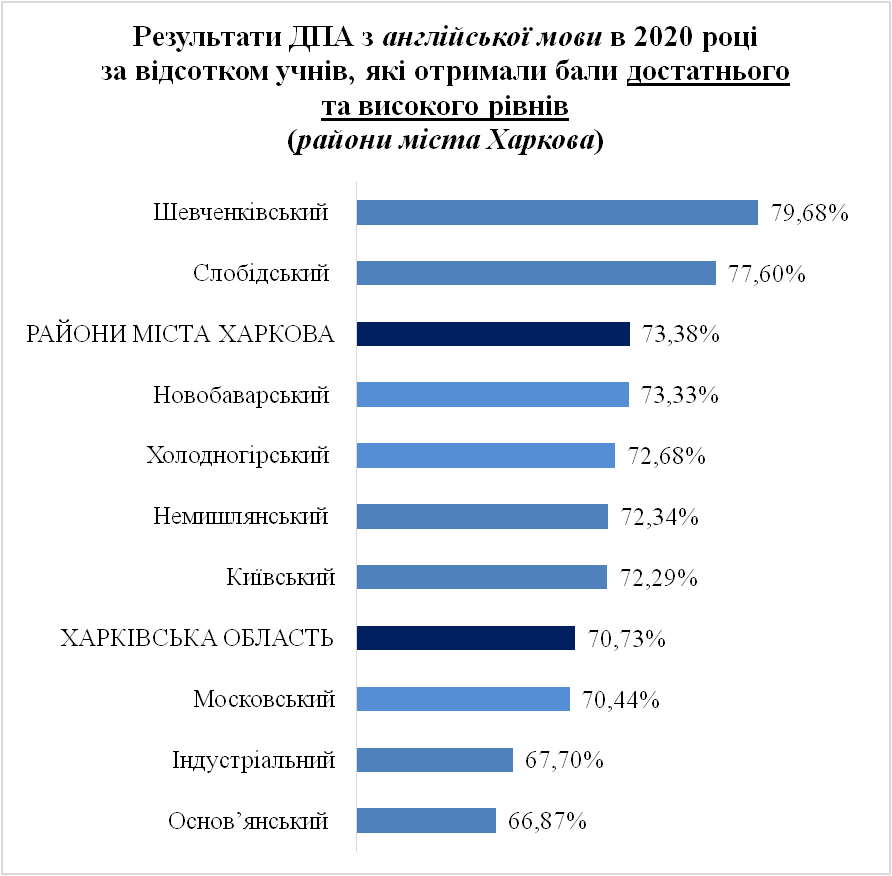 Результати ДПА з англійської мови в 2020 році
за відсотком учнів, які отримали бали достатнього
та високого рівнів
(райони міста Харкова)
Шевченківський 79,68%
Слобідський 77,60%
РАЙОНИ МІСТА ХАРКОВА 73,38%
Новобаварський 73,33%
Холодногірський 72,68%
Немишлянський 72,34%
Київський 72,29%
ХАРКІВСЬКА ОБЛАСТЬ 70,73%
Московський 70,44%
Індустріальний 67,70%
Основ’янський 66,87%